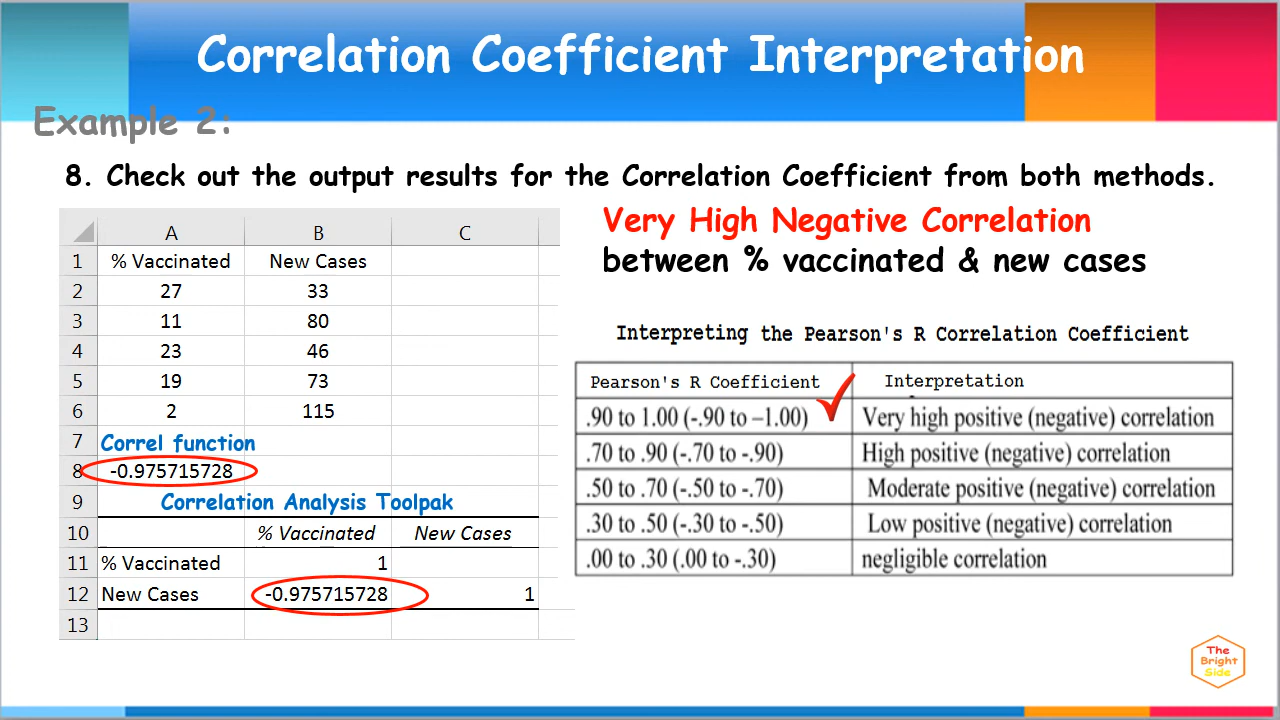 Correlation Coefficient Interpretation
Example 2:
8. Check out the output results for the Correlation Coefficient from both methods.
A B C
1 % Vaccinated New Cases
2 27 33
3 11 80
4 23 46
5 19 73
6 2 115
7 Correl function
8 -0.975715728
9 Correlation Analysis Toolpak
10 % Vaccinated New Cases
11 % Vaccinated 1
12 New Cases -0.975715728 1
13
Very High Negative Correlation
between % vaccinated & new cases
Interpreting the Pearson's R Correlation Coefficient
Pearson's R Coefficient Interpretation
.90 to 1.00 (-.90 to –1.00) Very high positive (negative) correlation
.70 to .90 (-.70 to -.90) High positive (negative) correlation
.50 to .70 (-.50 to -.70) Moderate positive (negative) correlation
.30 to .50 (-.30 to -.50) Low positive (negative) correlation
.00 to .30 (.00 to -.30) negligible correlation
The
Bright
Side